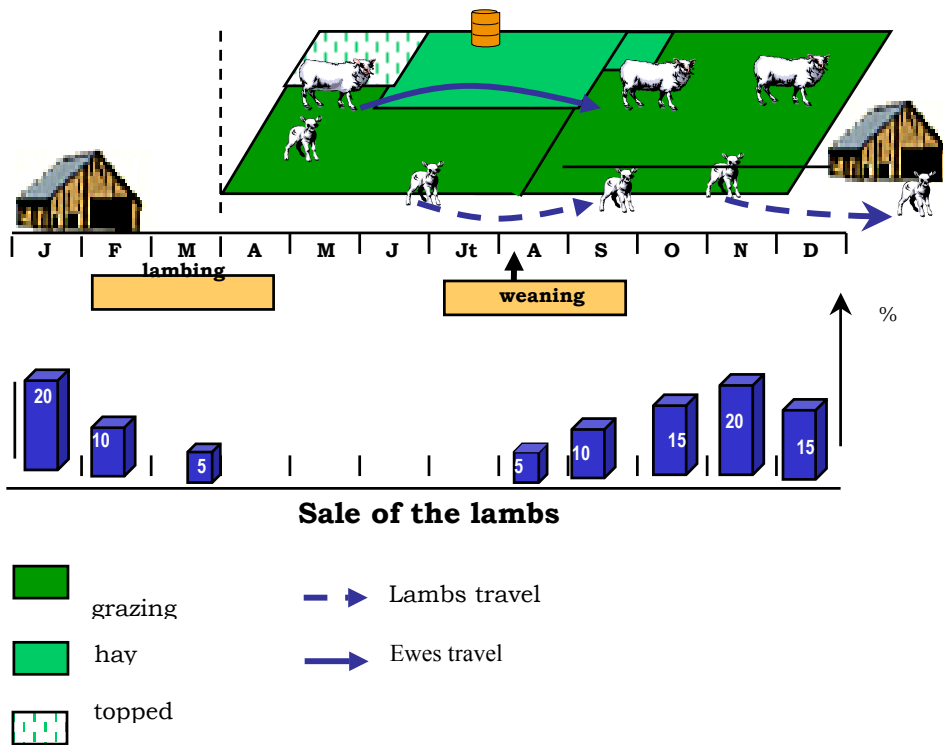 J F M A M J Jt A S O N D
lambing
weaning
%
20 10 5 5 10 15 20 15
Sale of the lambs
grazing
Lambs travel
hay
Ewes travel
topped